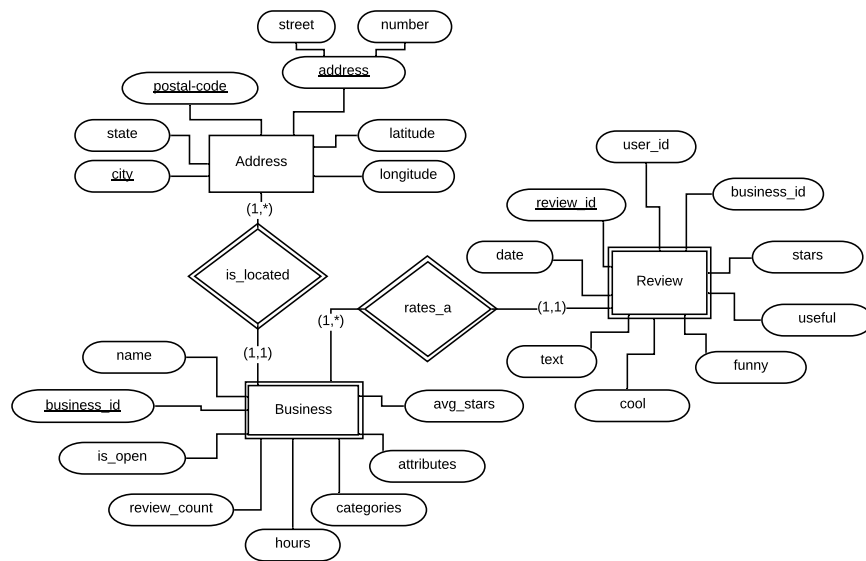 street
number
address
postal-code
state
latitude
Address
city
longitude
user_id
business_id
review_id
(1,*)
date
stars
is_located
Review
rates_a
(1,*)
(1,1)
useful
(1,1)
name
text
funny
business_id
Business
avg_stars
cool
is_open
attributes
review_count
categories
hours